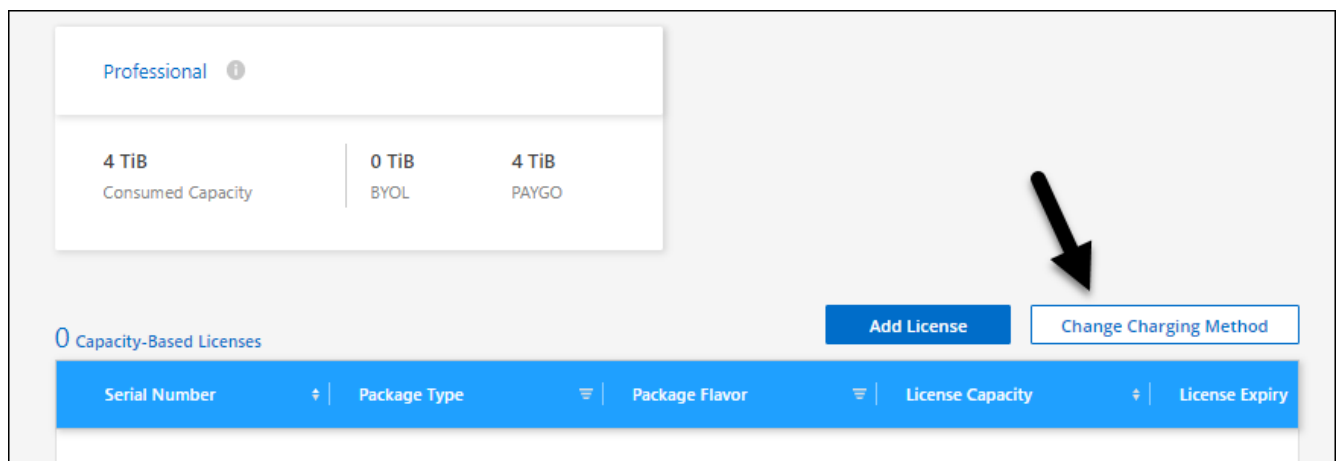 Professional
4 TiB 0 TiB 4 TiB
Consumed Capacity BYOL PAYGO
Add License Change Charging Method
0 Capacity-Based Licenses
Serial Number Package Type Package Flavor License Capacity License Expiry